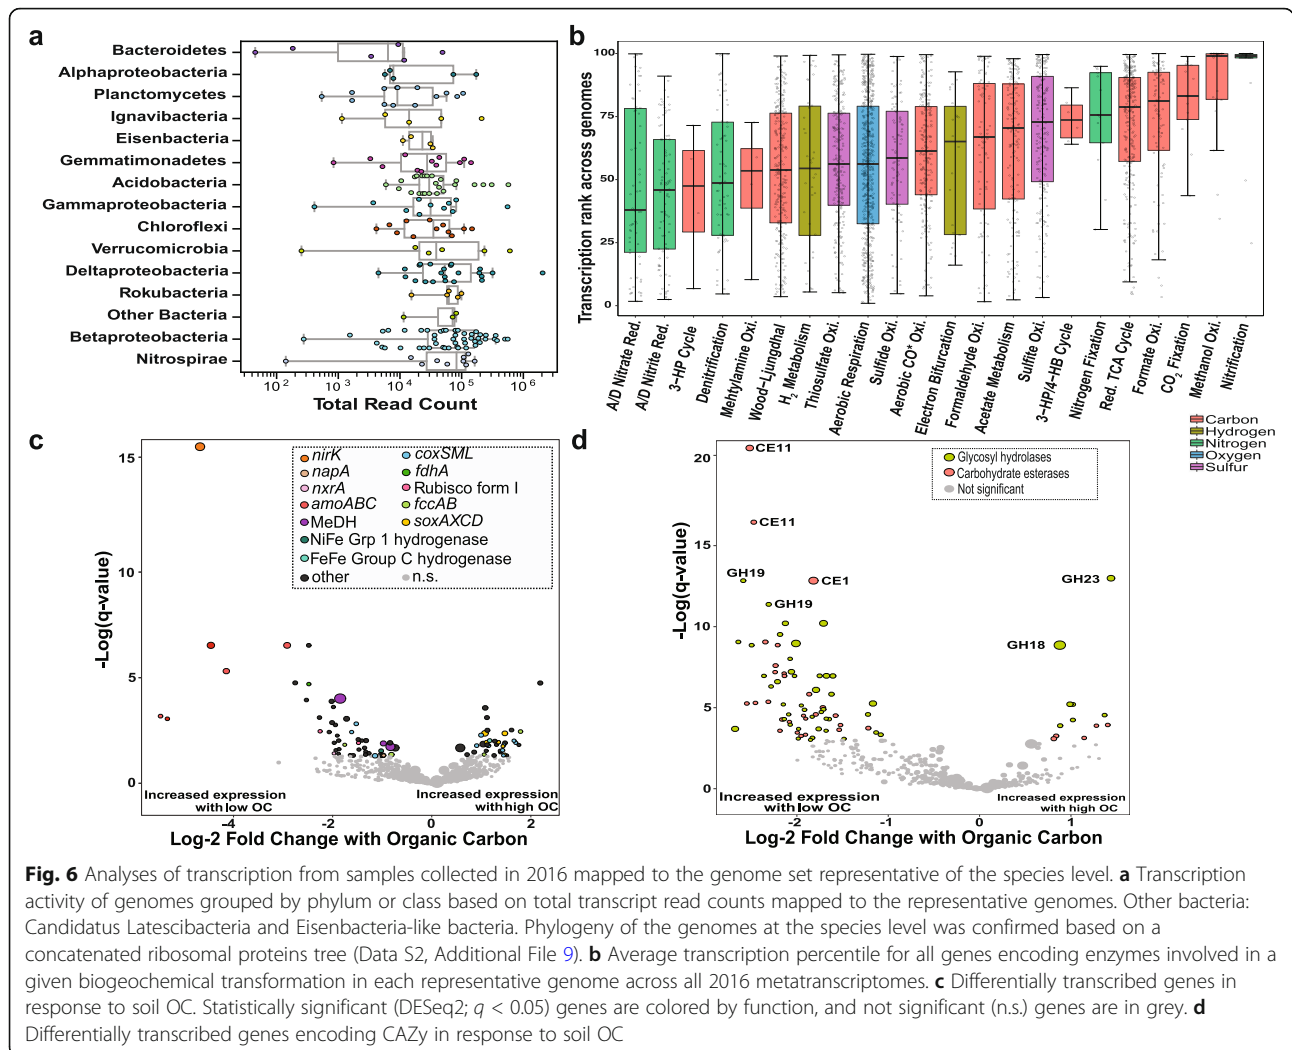 a
Bacteroidetes
Alphaproteobacteria
Planctomycetes
Ignavibacteria
Eisenbacteria
Gemmatimonadetes
Acidobacteria
Gammaproteobacteria
Chloroflexi
Verrucomicrobia
Deltaproteobacteria
Rokubacteria
Other Bacteria
Betaproteobacteria
Nitrospirae
10² 10³ 10⁴ 10⁵ 10⁶
Total Read Count
b
Transcription rank across genomes
100
75
50
25
0
A/D Nitrate Red.
A/D Nitrite Red.
3-HP Cycle
Denitrification
Mehtylamine Oxi.
Wood-Ljungdhal
H₂ Metabolism
Thiosulfate Oxi.
Aerobic Respiration
Sulfide Oxi.
Aerobic CO* Oxi.
Electron Bifurcation
Formaldehyde Oxi.
Acetate Metabolism
Sulfite Oxi.
3-HP/4-HB Cycle
Nitrogen Fixation
Red. TCA Cycle
Formate Oxi.
CO₂ Fixation
Methanol Oxi.
Nitrification
Carbon
Hydrogen
Nitrogen
Oxygen
Sulfur
c
-Log(q-value)
15
10
5
0
nirK coxSML
napA fdhA
nxrA Rubisco form I
amoABC fccAB
MeDH soxAXCD
NiFe Grp 1 hydrogenase
FeFe Group C hydrogenase
other n.s.
Increased expression
with low OC
Increased expression
with high OC
-4 -2 0 2
Log-2 Fold Change with Organic Carbon
d
-Log(q-value)
20
15
10
5
0
Glycosyl hydrolases
Carbohydrate esterases
Not significant
CE11
CE11
GH19
CE1
GH23
GH19
GH18
Increased expression
with low OC
Increased expression
with high OC
-2 -1 0 1
Log-2 Fold Change with Organic Carbon
Fig. 6 Analyses of transcription from samples collected in 2016 mapped to the genome set representative of the species level. a Transcription
activity of genomes grouped by phylum or class based on total transcript read counts mapped to the representative genomes. Other bacteria:
Candidatus Latescibacteria and Eisenbacteria-like bacteria. Phylogeny of the genomes at the species level was confirmed based on a
concatenated ribosomal proteins tree (Data S2, Additional File 9). b Average transcription percentile for all genes encoding enzymes involved in a
given biogeochemical transformation in each representative genome across all 2016 metatranscriptomes. c Differentially transcribed genes in
response to soil OC. Statistically significant (DESeq2; q < 0.05) genes are colored by function, and not significant (n.s.) genes are in grey. d
Differentially transcribed genes encoding CAZy in response to soil OC